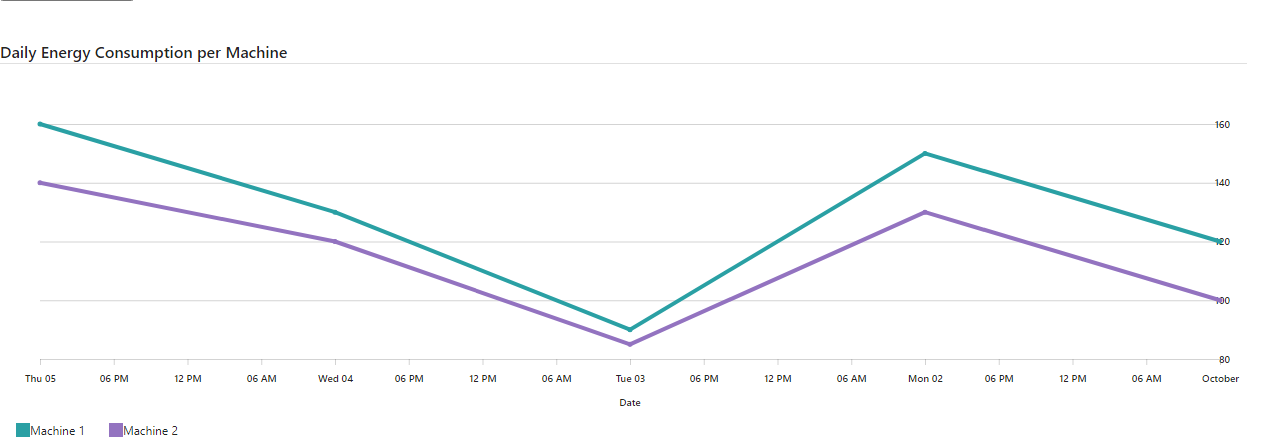 Daily Energy Consumption per Machine
160
140
120
100
80
Thu 05 06 PM 12 PM 06 AM Wed 04 06 PM 12 PM 06 AM Tue 03 06 PM 12 PM 06 AM Mon 02 06 PM 12 PM 06 AM October
Date
Machine 1 Machine 2